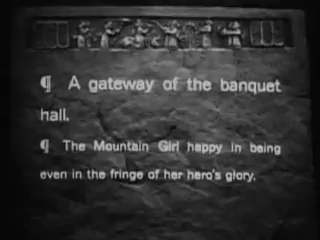 ¶ A gateway of the banquet
hall.
¶ The Mountain Girl happy in being
even in the fringe of her hero's glory.